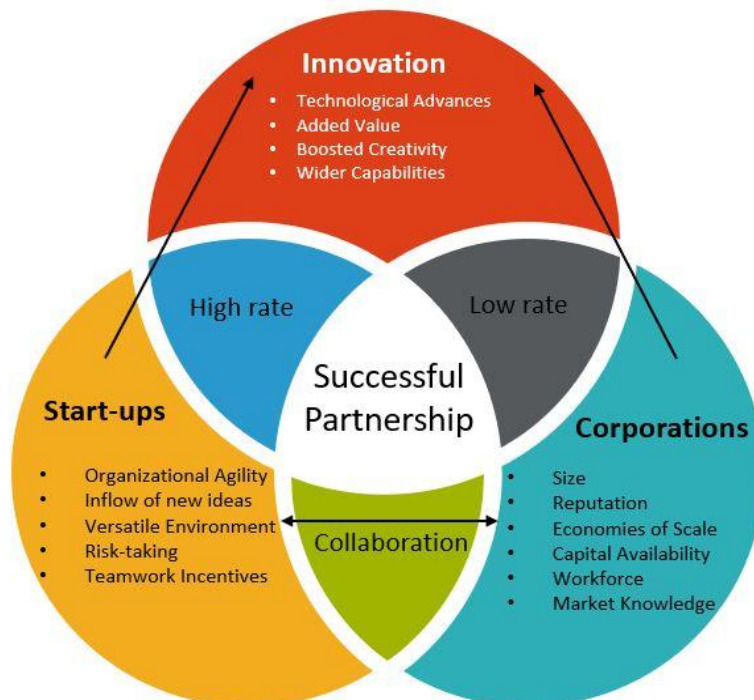 Innovation
• Technological Advances
• Added Value
• Boosted Creativity
• Wider Capabilities
High rate
Low rate
Successful
Partnership
Start-ups
• Organizational Agility
• Inflow of new ideas
• Versatile Environment
• Risk-taking
• Teamwork Incentives
Corporations
• Size
• Reputation
• Economies of Scale
• Capital Availability
• Workforce
• Market Knowledge
Collaboration